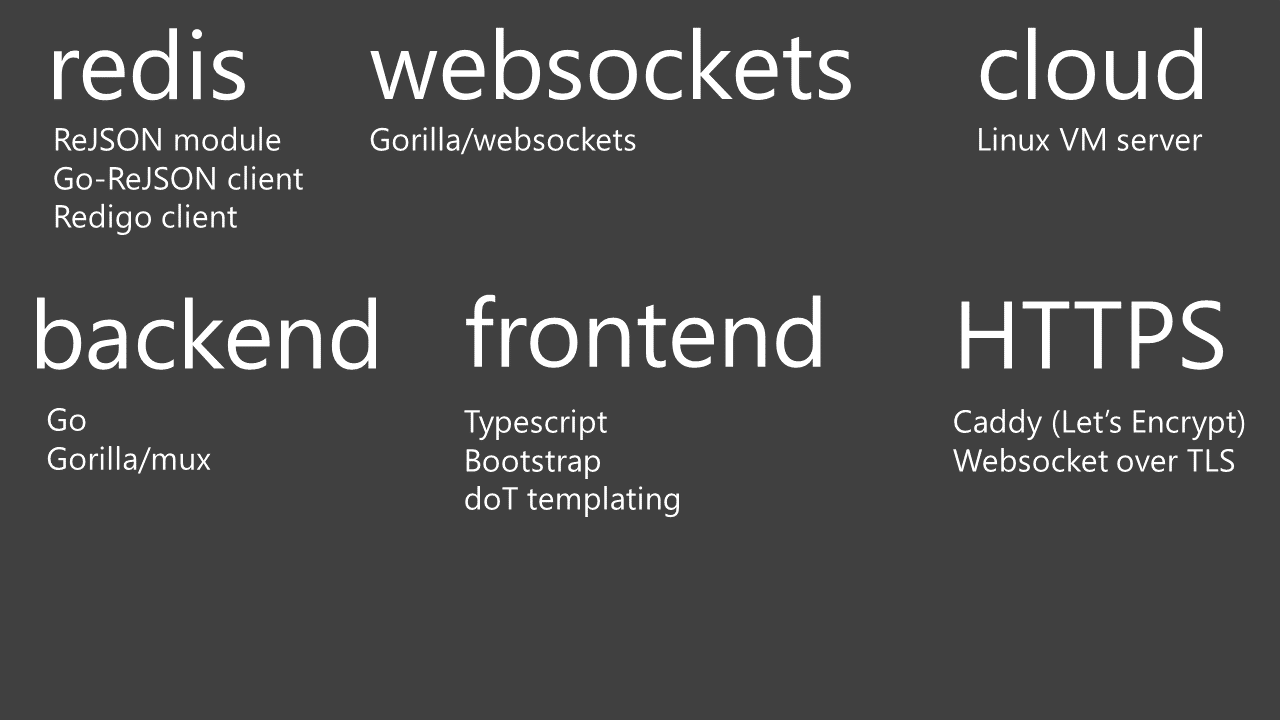 redis
ReJSON module
Go-ReJSON client
Redigo client
websockets
Gorilla/websockets
cloud
Linux VM server
backend
Go
Gorilla/mux
frontend
Typescript
Bootstrap
doT templating
HTTPS
Caddy (Let’s Encrypt)
Websocket over TLS